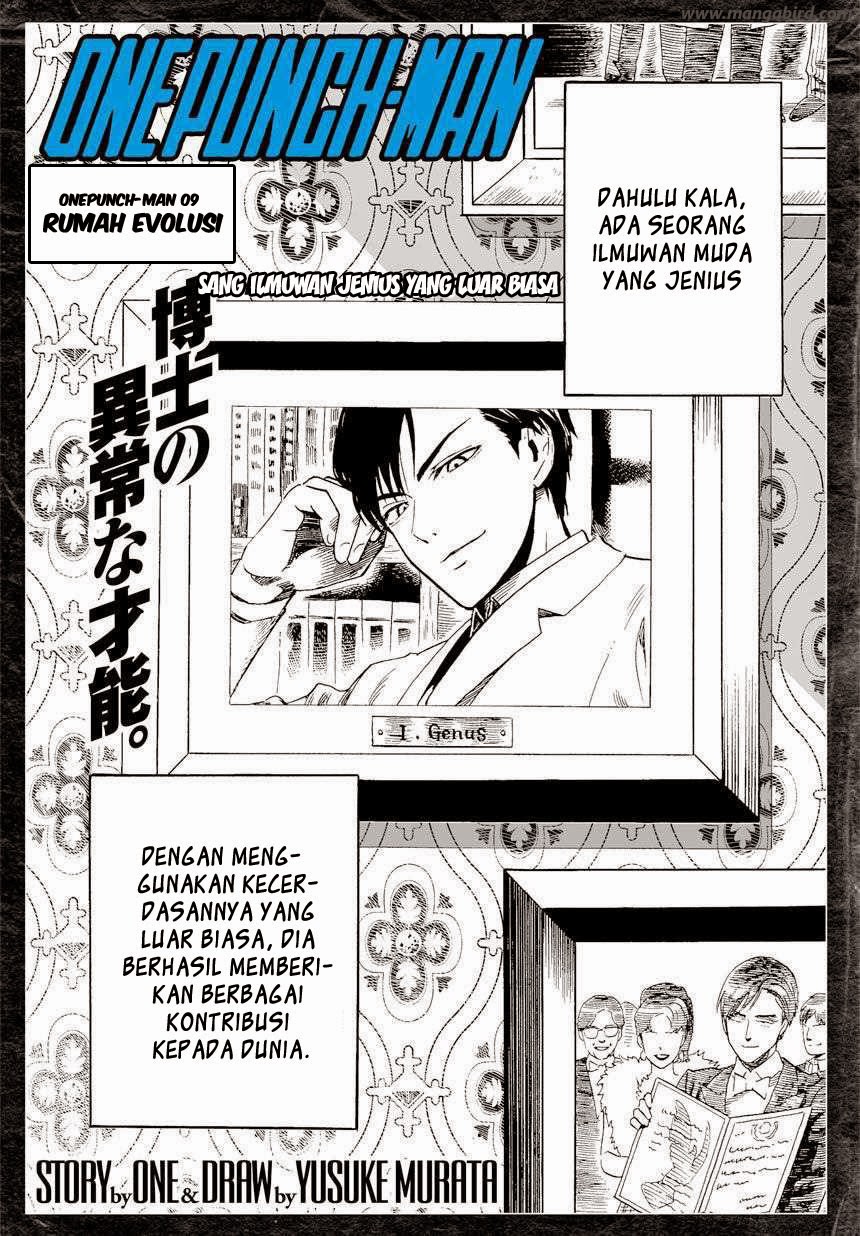 www.mangabird.com
ONEPUNCH-MAN
ONEPUNCH-MAN 09
RUMAH EVOLUSI
DAHULU KALA,
ADA SEORANG
ILMUWAN MUDA
YANG JENIUS
SANG ILMUWAN JENIUS YANG LUAR BIASA
博士の
異常な才能。
I. Genus
DENGAN MENG-
GUNAKAN KECER-
DASANNYA YANG
LUAR BIASA, DIA
BERHASIL MEMBERI-
KAN BERBAGAI
KONTRIBUSI
KEPADA DUNIA.
STORY by ONE & DRAW by YUSUKE MURATA